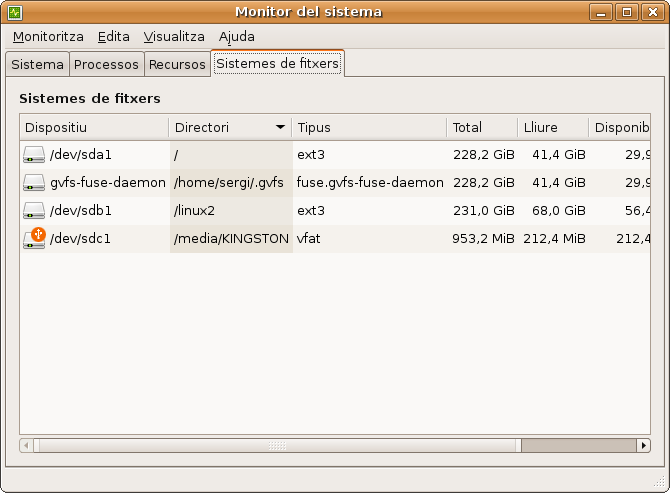 Monitor del sistema
Monitoritza Edita Visualitza Ajuda
Sistema Processos Recursos Sistemes de fitxers
Sistemes de fitxers
Dispositiu Directori Tipus Total Lliure Disponib
/dev/sda1 / ext3 228,2 GiB 41,4 GiB 29,9
gvfs-fuse-daemon /home/sergi/.gvfs fuse.gvfs-fuse-daemon 228,2 GiB 41,4 GiB 29,9
/dev/sdb1 /linux2 ext3 231,0 GiB 68,0 GiB 56,4
/dev/sdc1 /media/KINGSTON vfat 953,2 MiB 212,4 MiB 212,4